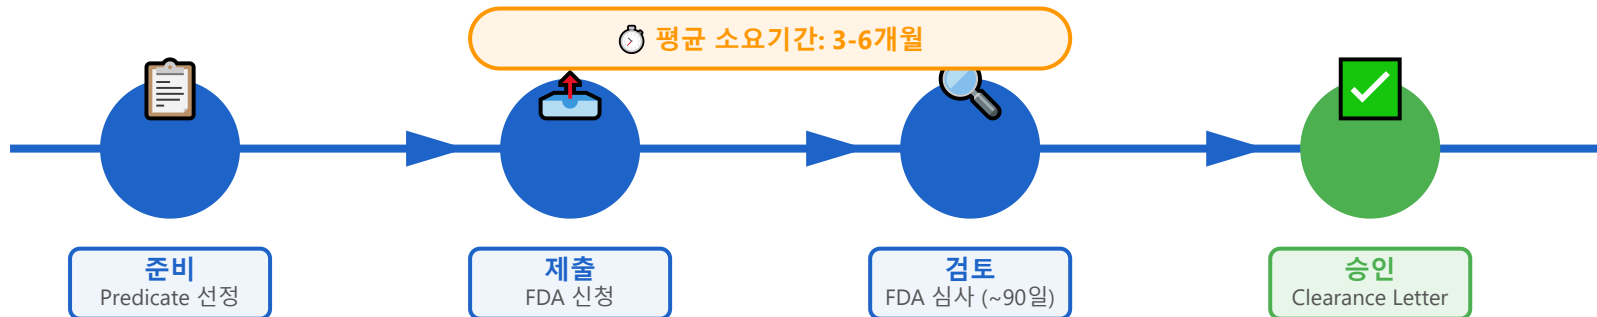 평균 소요기간: 3-6개월
준비
Predicate 선정
제출
FDA 신청
검토
FDA 심사 (~90일)
승인
Clearance Letter